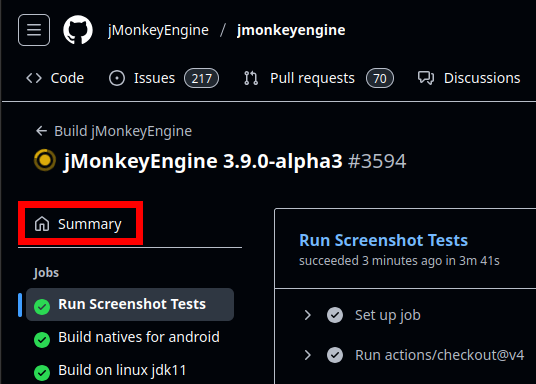 jMonkeyEngine / jmonkeyengine
Code Issues 217 Pull requests 70 Discussions
Build jMonkeyEngine
jMonkeyEngine 3.9.0-alpha3 #3594
Summary
Jobs
Run Screenshot Tests
Build natives for android
Build on linux jdk11
Run Screenshot Tests
succeeded 3 minutes ago in 3m 41s
Set up job
Run actions/checkout@v4